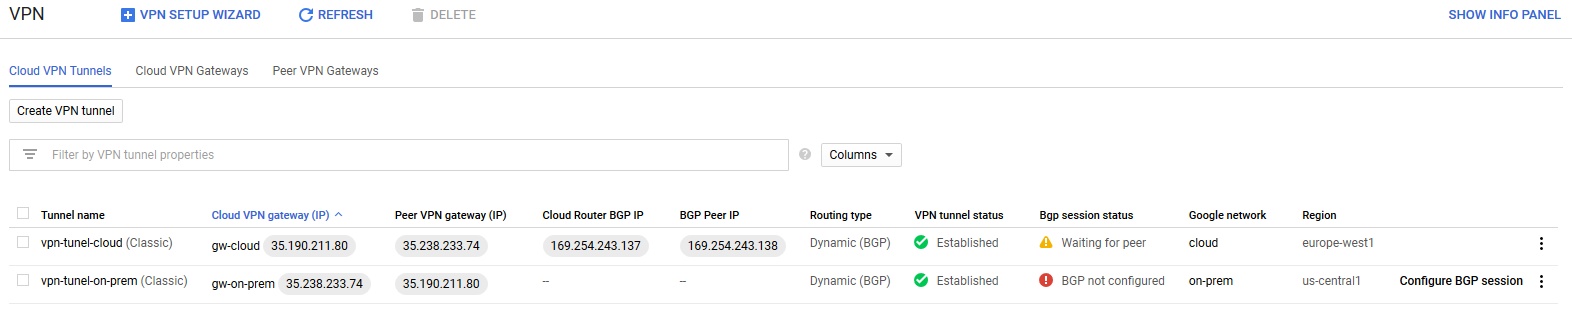 VPN VPN SETUP WIZARD REFRESH DELETE SHOW INFO PANEL
Cloud VPN Tunnels Cloud VPN Gateways Peer VPN Gateways
Create VPN tunnel
Filter by VPN tunnel properties ? Columns
Tunnel name Cloud VPN gateway (IP) Peer VPN gateway (IP) Cloud Router BGP IP BGP Peer IP Routing type VPN tunnel status Bgp session status Google network Region
vpn-tunel-cloud (Classic) gw-cloud 35.190.211.80 35.238.233.74 169.254.243.137 169.254.243.138 Dynamic (BGP) Established Waiting for peer cloud europe-west1
vpn-tunel-on-prem (Classic) gw-on-prem 35.238.233.74 35.190.211.80 -- -- Dynamic (BGP) Established BGP not configured on-prem us-central1 Configure BGP session